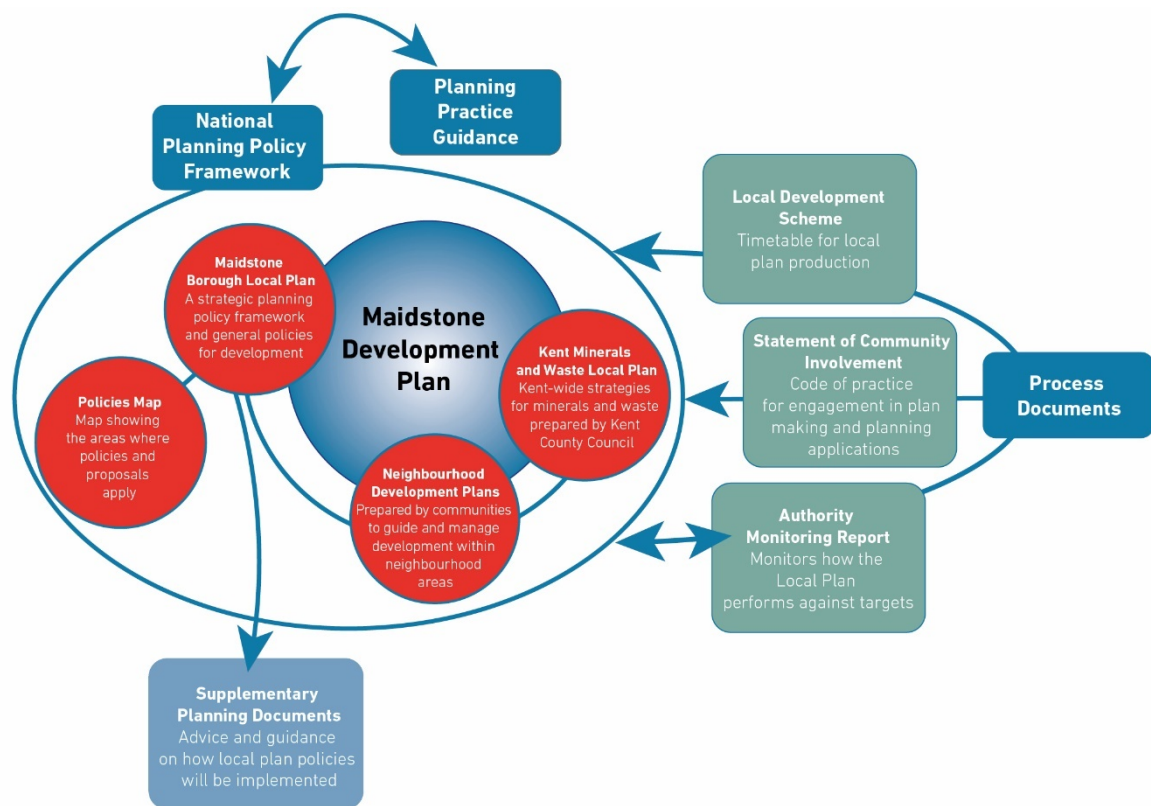 Planning
Practice
Guidance
National
Planning Policy
Framework
Local Development
Scheme
Timetable for local
plan production
Maidstone
Borough Local Plan
A strategic planning
policy framework
and general policies
for development
Maidstone
Development
Plan
Kent Minerals
and Waste Local Plan
Kent-wide strategies
for minerals and waste
prepared by Kent
County Council
Statement of Community
Involvement
Code of practice
for engagement in plan
making and planning
applications
Process
Documents
Policies Map
Map showing
the areas where
policies and
proposals
apply
Neighbourhood
Development Plans
Prepared by communities
to guide and manage
development within
neighbourhood
areas
Authority
Monitoring Report
Monitors how the
Local Plan
performs against targets
Supplementary
Planning Documents
Advice and guidance
on how local plan policies
will be implemented